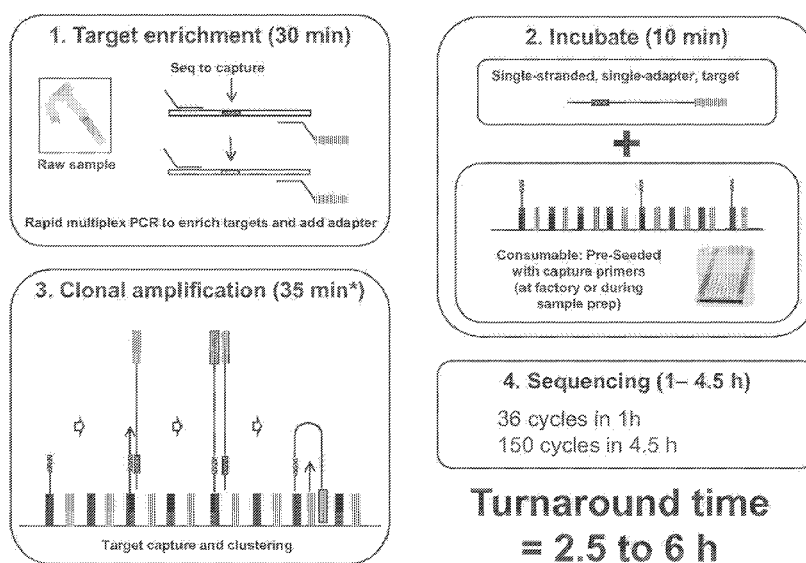 1. Target enrichment (30 min)
Seq to capture
Raw sample
Rapid multiplex PCR to enrich targets and add adapter
2. Incubate (10 min)
Single-stranded, single-adapter, target
+
Consumable: Pre-Seeded
with capture primers
(at factory or during
sample prep)
3. Clonal amplification (35 min*)
Target capture and clustering
4. Sequencing (1– 4.5 h)
36 cycles in 1h
150 cycles in 4.5 h
Turnaround time
= 2.5 to 6 h